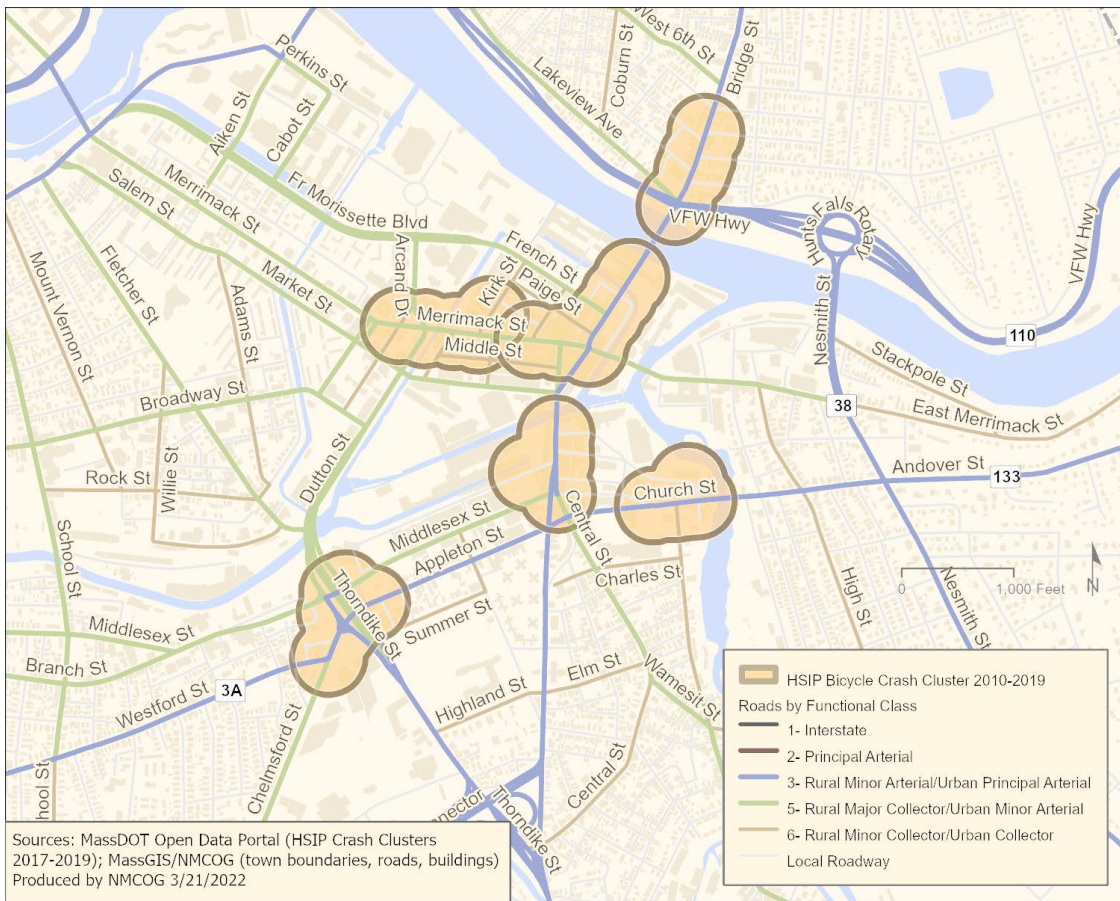 West 6th St
Bridge St
Coburn St
Lakeview Ave
Perkins St
Aiken St
Cabot St
Merrimack St
Salem St
Fr Morissette Blvd
VFW Hwy
Hunts Falls Rotary
VFW Hwy
French St
Kirk St
Paige St
Arcand Dr
Market St
Fletcher St
Adams St
Mount Vernon St
Merrimack St
Middle St
Nesmith St
110
Stackpole St
38
East Merrimack St
Broadway St
Andover St
133
Rock St
Willie St
Dutton St
Church St
Middlesex St
Appleton St
Central St
School St
Charles St
High St
Nesmith St
0
1,000 Feet
N
Thorndike St
Summer St
Middlesex St
Branch St
Elm St
Wamesit St
3A
Westford St
Highland St
Chelmsford St
Central St
hool St
nnector
Thorndike St
HSIP Bicycle Crash Cluster 2010-2019
Roads by Functional Class
1- Interstate
2- Principal Arterial
3- Rural Minor Arterial/Urban Principal Arterial
5- Rural Major Collector/Urban Minor Arterial
6- Rural Minor Collector/Urban Collector
Local Roadway
Sources: MassDOT Open Data Portal (HSIP Crash Clusters
2017-2019); MassGIS/NMCOG (town boundaries, roads, buildings)
Produced by NMCOG 3/21/2022